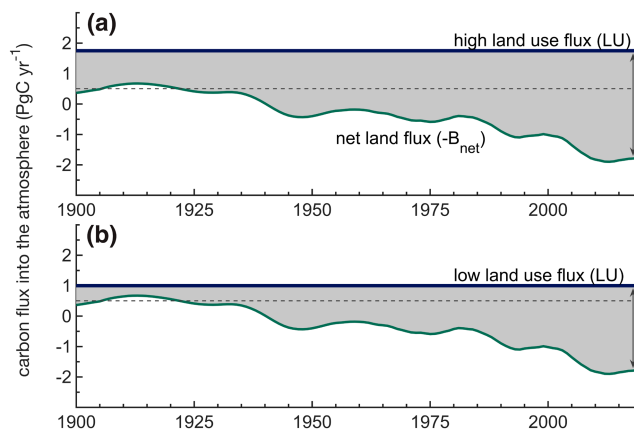 carbon flux into the atmosphere (PgC yr⁻¹)
(a)
high land use flux (LU)
net land flux (-Bnet)
2
1
0
-1
-2
1900 1925 1950 1975 2000
(b)
low land use flux (LU)
2
1
0
-1
-2
1900 1925 1950 1975 2000